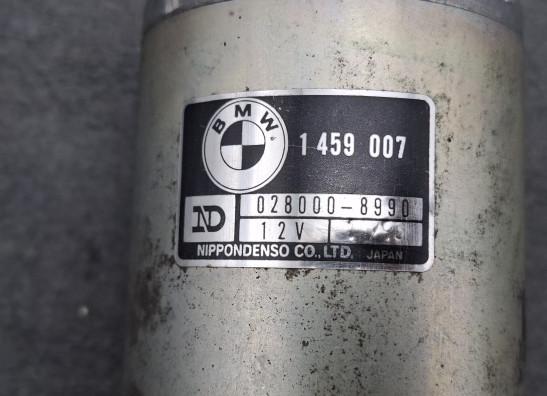 BMW
1 459 007
ND
028000-8990
12V
NIPPONDENSO CO., LTD. JAPAN